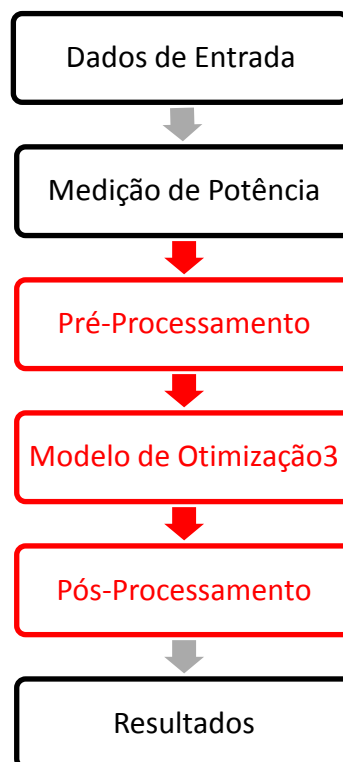 Dados de Entrada
Medição de Potência
Pré-Processamento
Modelo de Otimização3
Pós-Processamento
Resultados